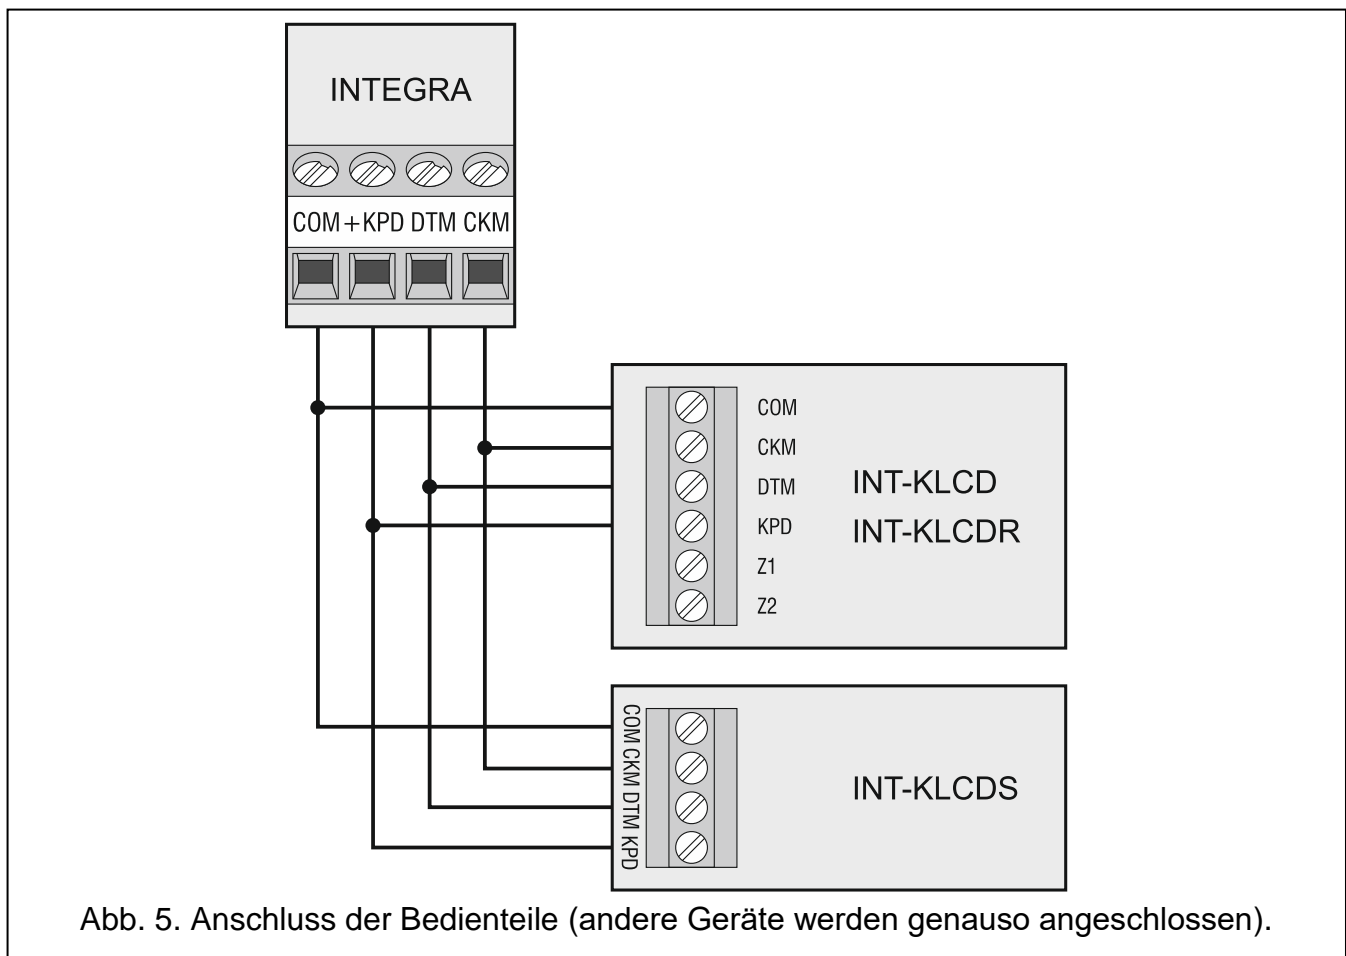 INTEGRA
COM +KPD DTM CKM
COM
CKM
DTM
KPD
Z1
Z2
INT-KLCD
INT-KLCDR
COM CKM DTM KPD
INT-KLCDS
Abb. 5. Anschluss der Bedienteile (andere Geräte werden genauso angeschlossen).